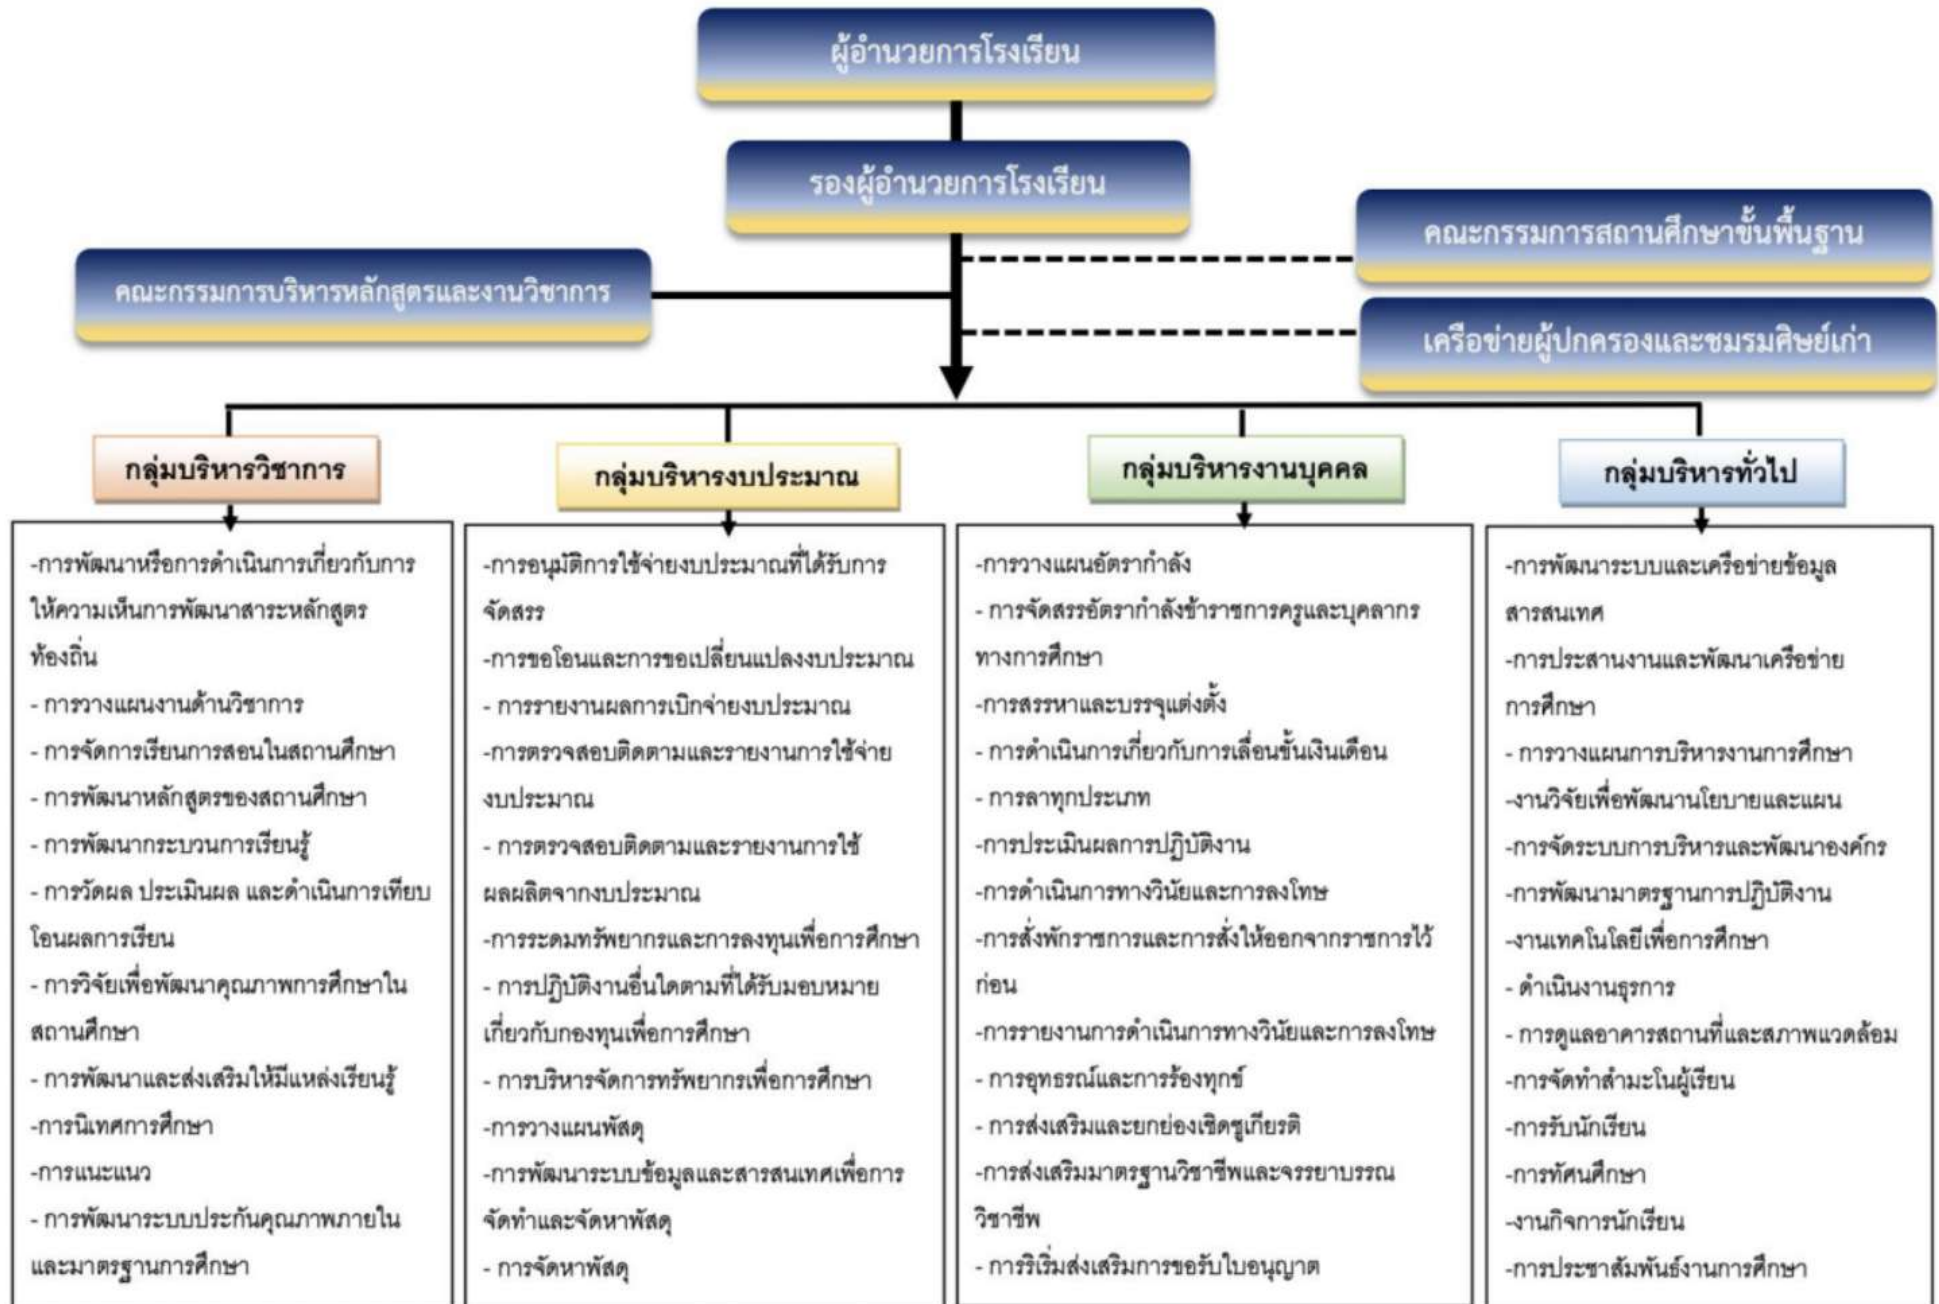 ผู้อำนวยการโรงเรียน
รองผู้อำนวยการโรงเรียน
คณะกรรมการสถานศึกษาขั้นพื้นฐาน
คณะกรรมการบริหารหลักสูตรและงานวิชาการ
เครือข่ายผู้ปกครองและชมรมศิษย์เก่า
กลุ่มบริหารวิชาการ
-การพัฒนาหรือการดำเนินการเกี่ยวกับการ
ให้ความเห็นการพัฒนาสาระหลักสูตร
ท้องถิ่น
- การวางแผนงานด้านวิชาการ
- การจัดการเรียนการสอนในสถานศึกษา
- การพัฒนาหลักสูตรของสถานศึกษา
- การพัฒนากระบวนการเรียนรู้
- การวัดผล ประเมินผล และดำเนินการเทียบ
โอนผลการเรียน
- การวิจัยเพื่อพัฒนาคุณภาพการศึกษาใน
สถานศึกษา
- การพัฒนาและส่งเสริมให้มีแหล่งเรียนรู้
-การนิเทศการศึกษา
-การแนะแนว
- การพัฒนาระบบประกันคุณภาพภายใน
และมาตรฐานการศึกษา
กลุ่มบริหารงบประมาณ
-การอนุมัติการใช้จ่ายงบประมาณที่ได้รับการ
จัดสรร
-การขอโอนและการขอเปลี่ยนแปลงงบประมาณ
- การรายงานผลการเบิกจ่ายงบประมาณ
-การตรวจสอบติดตามและรายงานการใช้จ่าย
งบประมาณ
- การตรวจสอบติดตามและรายงานการใช้
ผลผลิตจากงบประมาณ
-การระดมทรัพยากรและการลงทุนเพื่อการศึกษา
- การปฏิบัติงานอื่นใดตามที่ได้รับมอบหมาย
เกี่ยวกับกองทุนเพื่อการศึกษา
- การบริหารจัดการทรัพยากรเพื่อการศึกษา
-การวางแผนพัสดุ
-การพัฒนาระบบข้อมูลและสารสนเทศเพื่อการ
จัดทำและจัดหาพัสดุ
- การจัดหาพัสดุ
กลุ่มบริหารงานบุคคล
-การวางแผนอัตรากำลัง
- การจัดสรรอัตรากำลังข้าราชการครูและบุคลากร
ทางการศึกษา
-การสรรหาและบรรจุแต่งตั้ง
- การดำเนินการเกี่ยวกับการเลื่อนขั้นเงินเดือน
- การลาทุกประเภท
-การประเมินผลการปฏิบัติงาน
-การดำเนินการทางวินัยและการลงโทษ
-การสั่งพักราชการและการสั่งให้ออกจากราชการไว้
ก่อน
-การรายงานการดำเนินการทางวินัยและการลงโทษ
- การอุทธรณ์และการร้องทุกข์
- การส่งเสริมและยกย่องเชิดชูเกียรติ
-การส่งเสริมมาตรฐานวิชาชีพและจรรยาบรรณ
วิชาชีพ
- การริเริ่มส่งเสริมการขอรับใบอนุญาต
กลุ่มบริหารทั่วไป
-การพัฒนาระบบและเครือข่ายข้อมูล
สารสนเทศ
-การประสานงานและพัฒนาเครือข่าย
การศึกษา
- การวางแผนการบริหารงานการศึกษา
-งานวิจัยเพื่อพัฒนานโยบายและแผน
-การจัดระบบการบริหารและพัฒนาองค์กร
-การพัฒนามาตรฐานการปฏิบัติงาน
-งานเทคโนโลยีเพื่อการศึกษา
- ดำเนินงานธุรการ
- การดูแลอาคารสถานที่และสภาพแวดล้อม
-การจัดทำสำมะโนผู้เรียน
-การรับนักเรียน
-การทัศนศึกษา
-งานกิจการนักเรียน
-การประชาสัมพันธ์งานการศึกษา